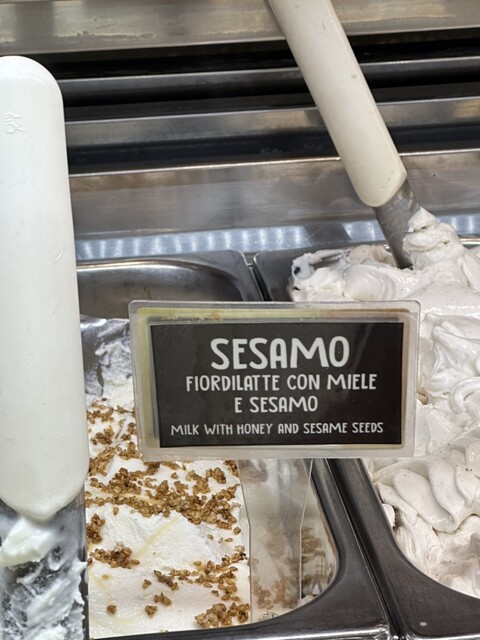 SESAMO
FIORDILATTE CON MIELE
E SESAMO
MILK WITH HONEY AND SESAME SEEDS